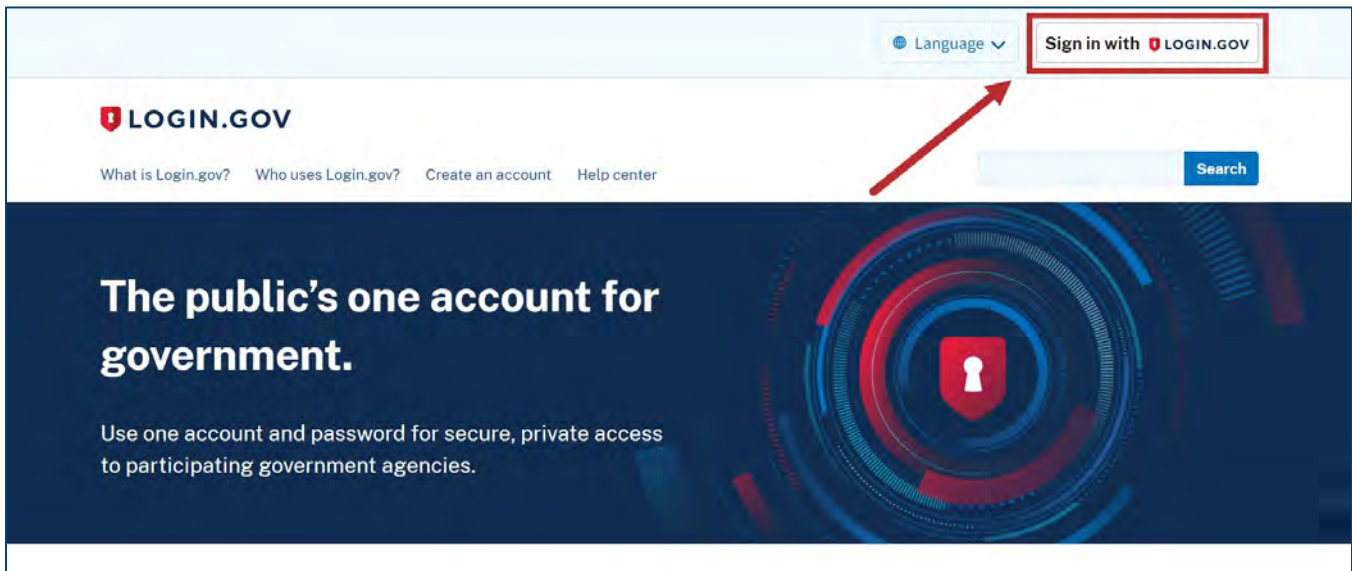 Language
Sign in with LOGIN.GOV
LOGIN.GOV
What is Login.gov? Who uses Login.gov? Create an account Help center
Search
The public’s one account for
government.
Use one account and password for secure, private access
to participating government agencies.